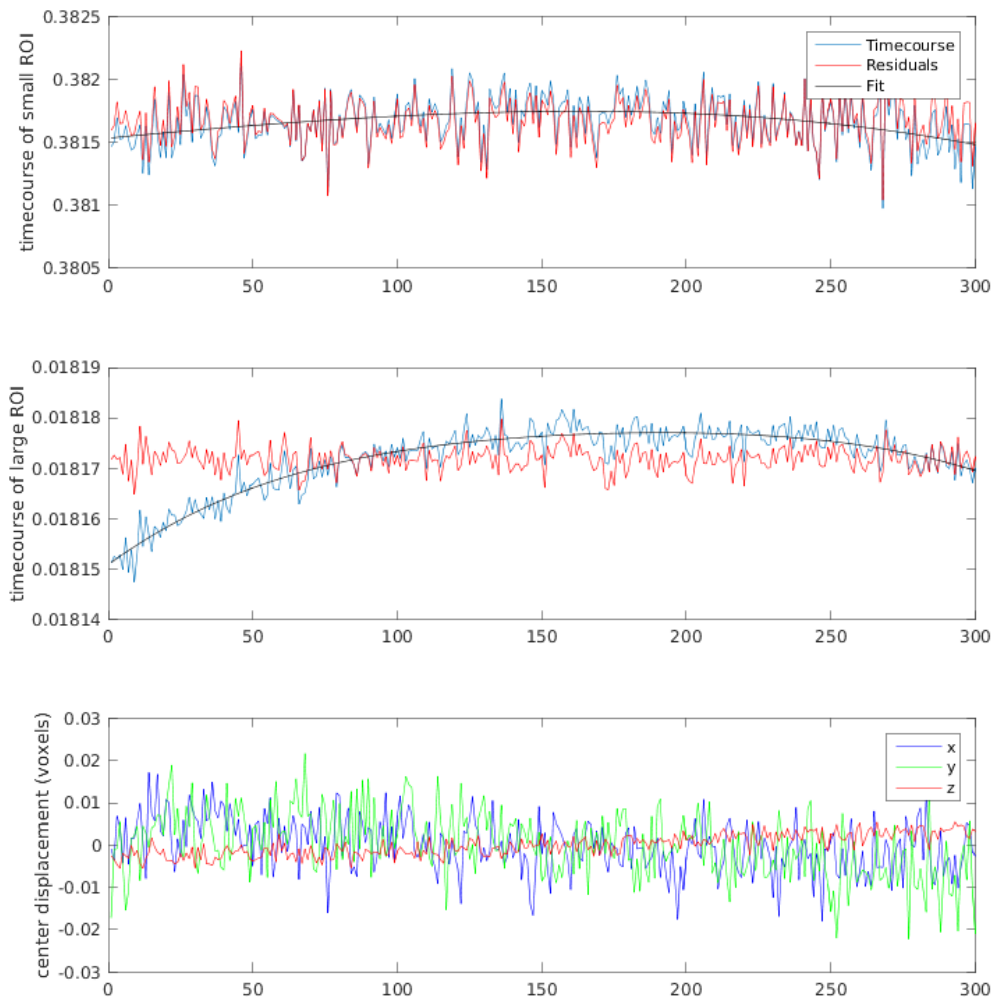 timecourse of small ROI
0.3825
0.382
0.3815
0.381
0.3805
0 50 100 150 200 250 300
Timecourse
Residuals
Fit
timecourse of large ROI
0.01819
0.01818
0.01817
0.01816
0.01815
0.01814
0 50 100 150 200 250 300
center displacement (voxels)
0.03
0.02
0.01
0
-0.01
-0.02
-0.03
0 50 100 150 200 250 300
x
y
z